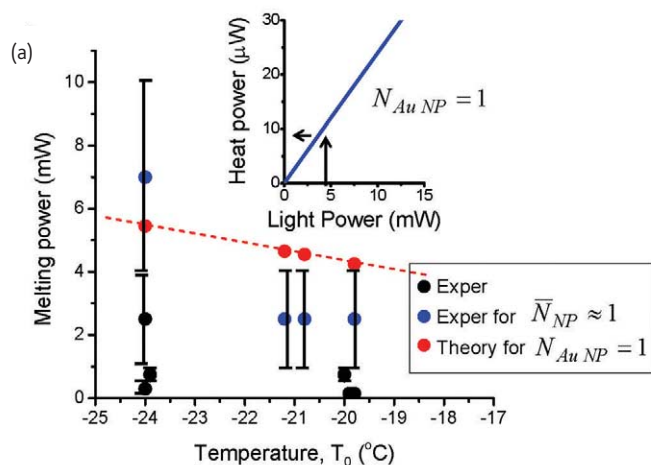 (a)
30
20
10
0
Heat power (μW)
0 5 10 15
Light Power (mW)
N_{Au NP} = 1
10
8
6
4
2
0
Melting power (mW)
-25 -24 -23 -22 -21 -20 -19 -18 -17
Temperature, T₀ (°C)
Exper
Exper for N̅_{NP} ≈ 1
Theory for N_{Au NP} = 1